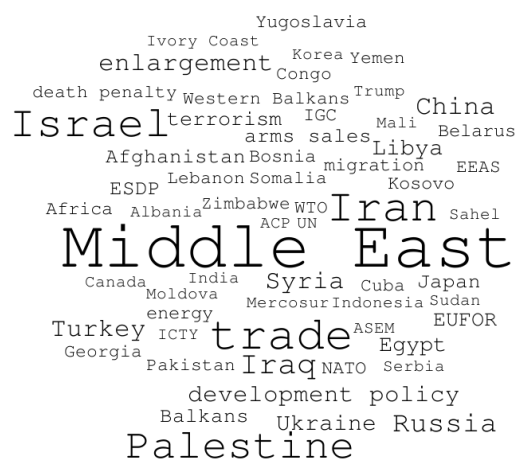 Yugoslavia
Ivory Coast
enlargement Korea Yemen
Congo
death penalty Western Balkans Trump
Israel terrorism IGC China
arms sales Mali Belarus
Afghanistan Bosnia Libya
migration EEAS
Lebanon Somalia Kosovo
ESDP
Africa Albania Zimbabwe WTO Iran Sahel
ACP UN
Middle East
Canada India Syria Cuba Japan
Moldova Mercosur Indonesia Sudan
energy EUFOR
Turkey ICTY trade ASEM Egypt
Georgia
Pakistan Iraq NATO Serbia
development policy
Balkans Ukraine Russia
Palestine